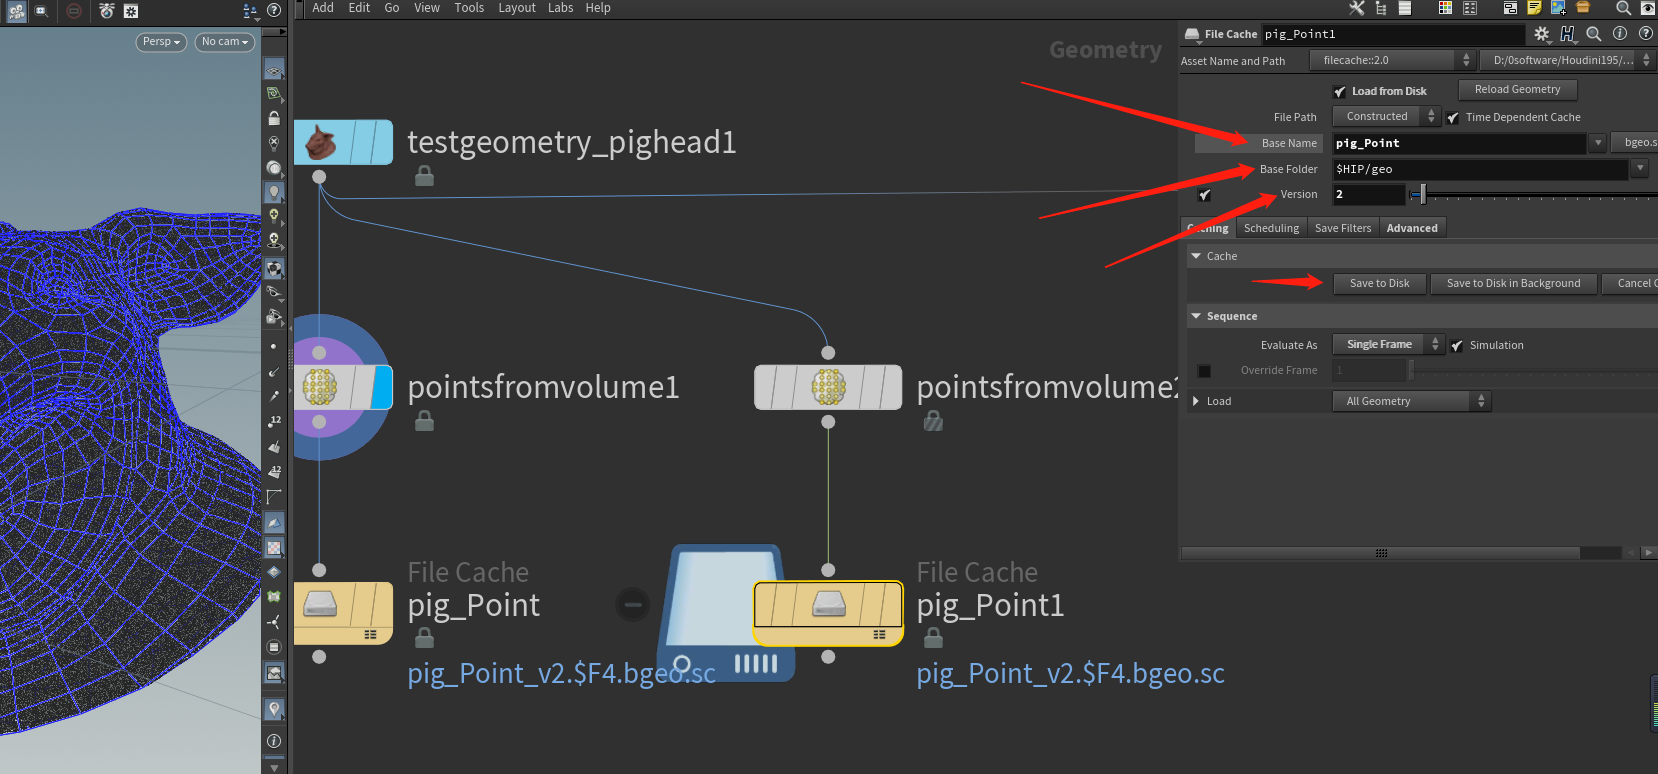 Add Edit Go View Tools Layout Labs Help
Persp No cam
Geometry
File Cache pig_Point1
Asset Name and Path filecache::2.0 D:/0software/Houdini195/...
Load from Disk Reload Geometry
File Path Constructed Time Dependent Cache
Base Name pig_Point bgeo.s
Base Folder $HIP/geo
Version 2
Caching Scheduling Save Filters Advanced
Cache
Save to Disk Save to Disk in Background Cancel C
Sequence
Evaluate As Single Frame Simulation
Override Frame 1
Load All Geometry
testgeometry_pighead1
pointsfromvolume1 pointsfromvolume2
File Cache File Cache
pig_Point pig_Point1
pig_Point_v2.$F4.bgeo.sc pig_Point_v2.$F4.bgeo.sc
12
12